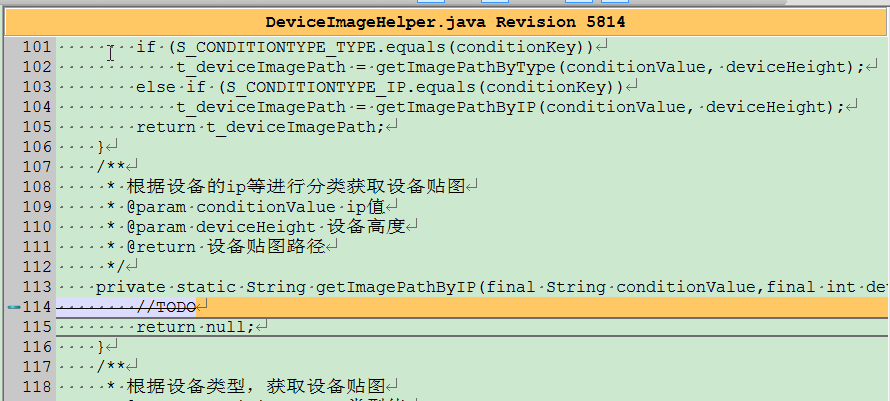 DeviceImageHelper.java Revision 5814
101 if (S_CONDITIONTYPE_TYPE.equals(conditionKey))
102 t_deviceImagePath = getImagePathByType(conditionValue, deviceHeight);
103 else if (S_CONDITIONTYPE_IP.equals(conditionKey))
104 t_deviceImagePath = getImagePathByIP(conditionValue, deviceHeight);
105 return t_deviceImagePath;
106 }
107 /**
108 * 根据设备的ip等进行分类获取设备贴图
109 * @param conditionValue ip值
110 * @param deviceHeight 设备高度
111 * @return 设备贴图路径
112 */
113 private static String getImagePathByIP(final String conditionValue,final int de
114 //TODO
115 return null;
116 }
117 /**
118 * 根据设备类型，获取设备贴图